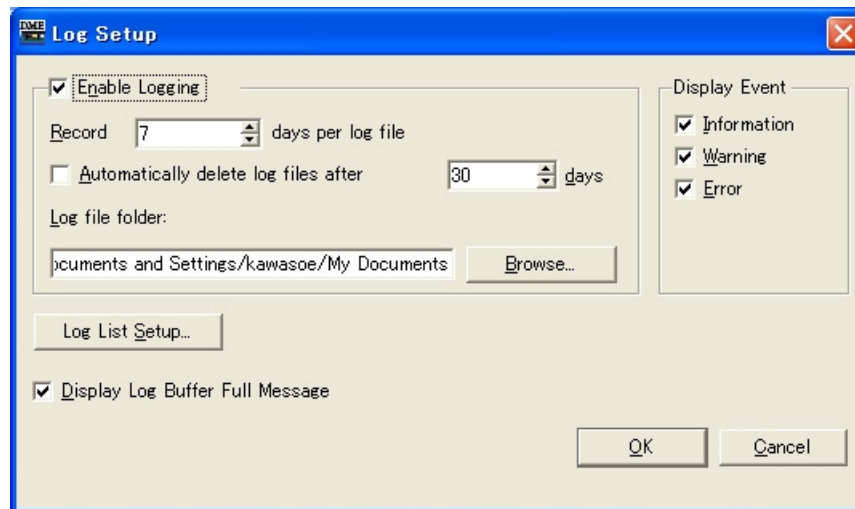 DME
Log Setup
Enable Logging
Record 7 days per log file
Automatically delete log files after 30 days
Log file folder:
ocuments and Settings/kawasoe/My Documents
Browse...
Display Event
Information
Warning
Error
Log List Setup...
Display Log Buffer Full Message
OK
Cancel